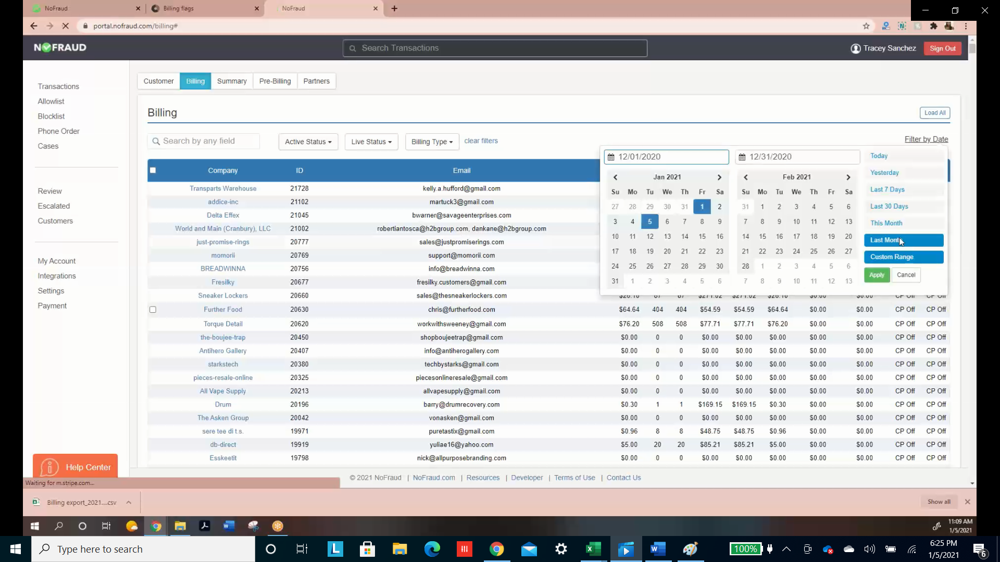 NoFraud
Billing flags
NoFraud
portal.nofraud.com/billing#
NOFRAUD
Search Transactions
Tracey Sanchez
Sign Out
Transactions
Allowlist
Blocklist
Phone Order
Cases
Review
Escalated
Customers
My Account
Integrations
Settings
Payment
Help Center
Customer Billing Summary Pre-Billing Partners
Billing
Load All
Search by any field
Active Status
Live Status
Billing Type
clear filters
Filter by Date
12/01/2020
12/31/2020
Jan 2021
Su Mo Tu We Th Fr Sa
27 28 29 30 31 1 2
3 4 5 6 7 8 9
10 11 12 13 14 15 16
17 18 19 20 21 22 23
24 25 26 27 28 29 30
31 1 2 3 4 5 6
Feb 2021
Su Mo Tu We Th Fr Sa
31 1 2 3 4 5 6
7 8 9 10 11 12 13
14 15 16 17 18 19 20
21 22 23 24 25 26 27
28 1 2 3 4 5 6
7 8 9 10 11 12 13
Today
Yesterday
Last 7 Days
Last 30 Days
This Month
Last Month
Custom Range
Apply Cancel
Company ID Email
Transparts Warehouse 21728 kelly.a.hufford@gmail.com
addice-inc 21102 martuck3@gmail.com
Delta Effex 21045 bwarner@savageenterprises.com
World and Main (Cranbury), LLC 21002 robertiantosca@h2bgroup.com, dankane@h2bgroup.com
just-promise-rings 20777 sales@justpromiserings.com
momorii 20769 support@momorii.com
BREADWINNA 20756 info@breadwinna.com
Fresilky 20677 fresilky.customers@gmail.com
Sneaker Lockers 20660 sales@thesneakerlockers.com $26.10 87 87 $271.02 $271.02 $26.10 $0.00 $0.00 CP Off CP Off
Further Food 20630 chris@furtherfood.com $64.64 404 404 $54.59 $54.59 $64.64 $0.00 $0.00 CP Off CP Off
Torque Detail 20620 workwithsweeney@gmail.com $76.20 508 508 $77.71 $77.71 $76.20 $0.00 $0.00 CP Off CP Off
the-boujee-trap 20450 shopboujeetrap@gmail.com $0.00 0 0 $0.00 $0.00 $0.00 $0.00 $0.00 CP Off CP Off
Antihero Gallery 20407 info@antiherogallery.com $0.00 0 0 $0.00 $0.00 $0.00 $0.00 $0.00 CP Off CP Off
starkstech 20380 techbystarks@gmail.com $0.00 0 0 $0.00 $0.00 $0.00 $0.00 $0.00 CP Off CP Off
pieces-resale-online 20325 piecesonlineresale@gmail.com $0.00 0 0 $0.00 $0.00 $0.00 $0.00 $0.00 CP Off CP Off
All Vape Supply 20213 allvapesupply@gmail.com $0.00 0 0 $0.00 $0.00 $0.00 $0.00 $0.00 CP Off CP Off
Drum 20196 barry@drumrecovery.com $0.30 1 1 $169.15 $169.15 $0.30 $0.00 $0.00 CP Off CP Off
The Asken Group 20042 vonasken@gmail.com $0.00 0 0 $0.00 $0.00 $0.00 $0.00 $0.00 CP Off CP Off
sere tee di t.s. 19971 puretastix@gmail.com $0.96 8 8 $48.75 $48.75 $0.96 $0.00 $0.00 CP Off CP Off
db-direct 19919 yuliae16@yahoo.com $5.00 20 20 $85.21 $85.21 $5.00 $0.00 $0.00 CP Off CP Off
Esskeetit 19798 nick@allpurposebranding.com $0.00 0 0 $0.00 $0.00 $0.00 $0.00 $0.00 CP Off CP Off
© 2021 NoFraud | NoFraud.com | Resources | Developer | Terms of Use | Contact Us
Waiting for m.stripe.com...
Billing export_2021....csv
Show all
11:09 AM
1/5/2021
Type here to search
100%
6:25 PM
1/5/2021
6